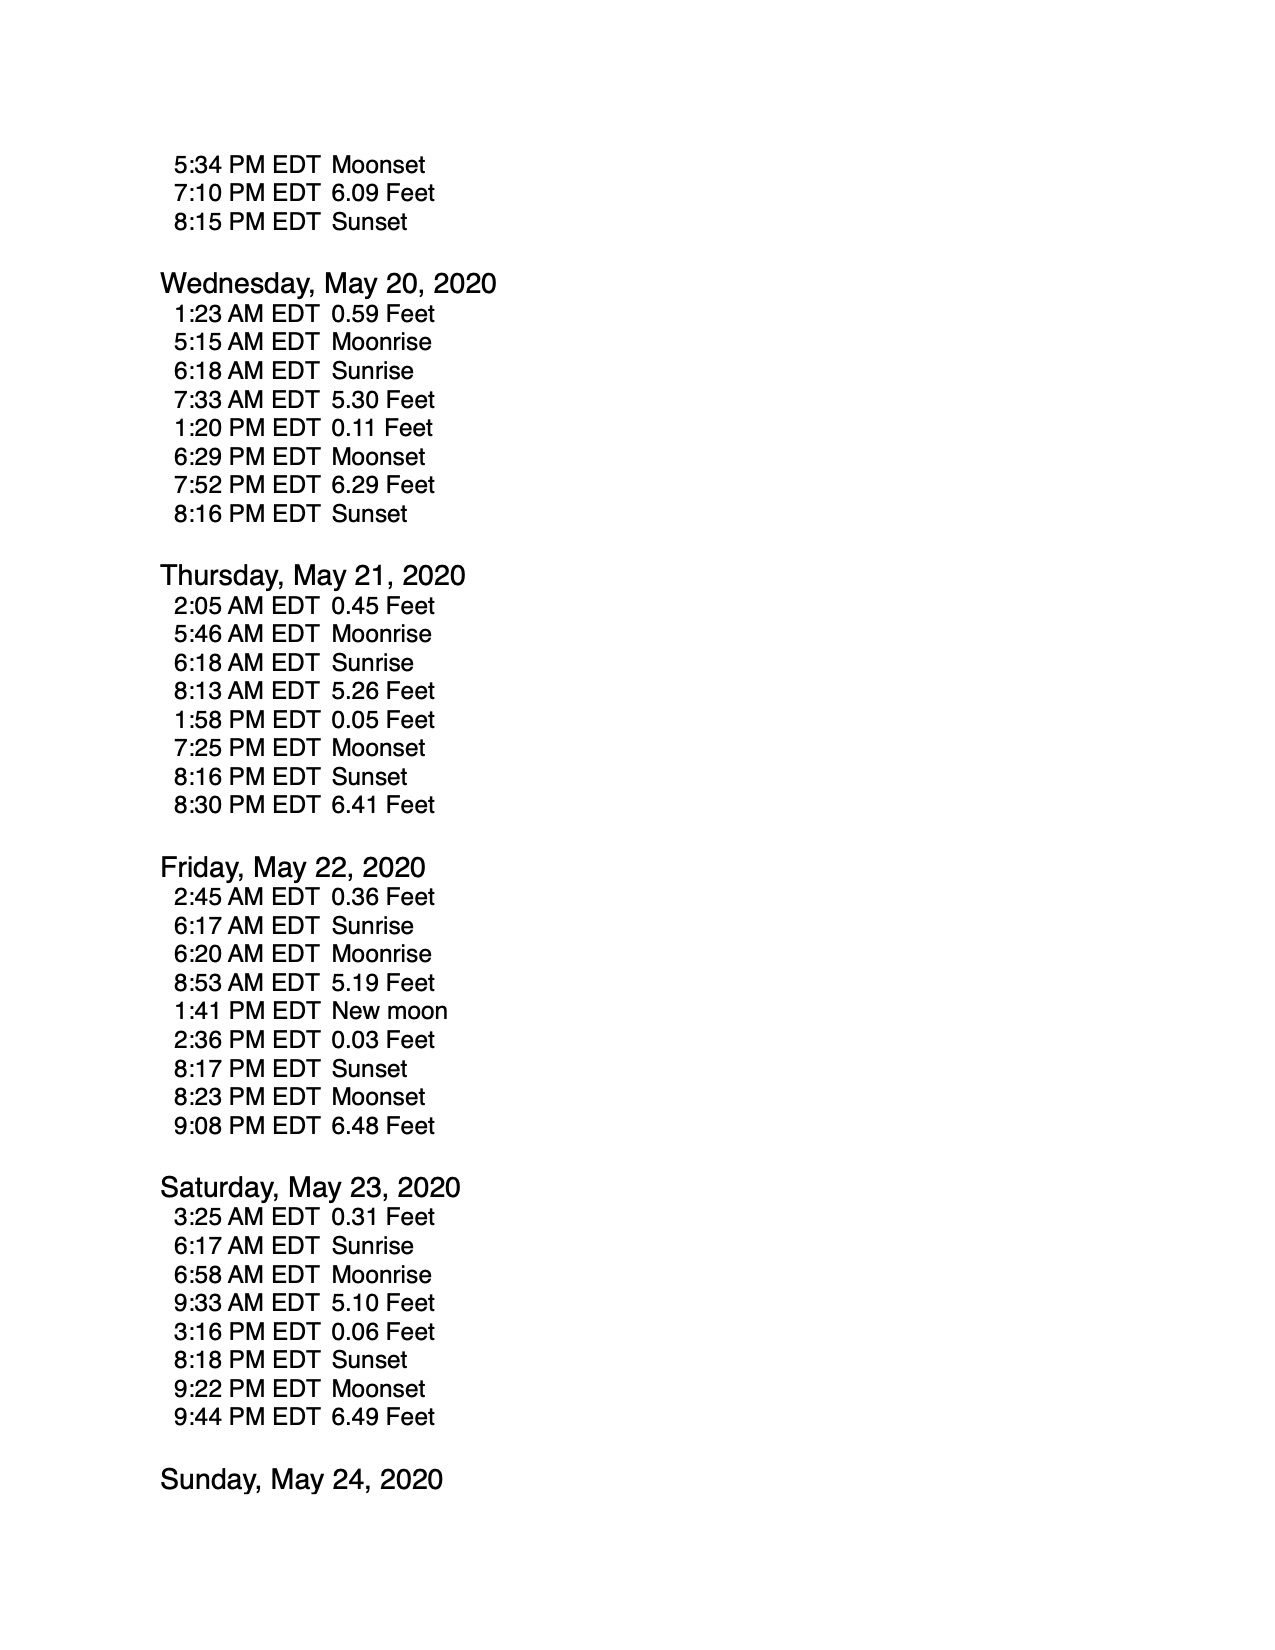 5:34 PM EDT Moonset
7:10 PM EDT 6.09 Feet
8:15 PM EDT Sunset
Wednesday, May 20, 2020
1:23 AM EDT 0.59 Feet
5:15 AM EDT Moonrise
6:18 AM EDT Sunrise
7:33 AM EDT 5.30 Feet
1:20 PM EDT 0.11 Feet
6:29 PM EDT Moonset
7:52 PM EDT 6.29 Feet
8:16 PM EDT Sunset
Thursday, May 21, 2020
2:05 AM EDT 0.45 Feet
5:46 AM EDT Moonrise
6:18 AM EDT Sunrise
8:13 AM EDT 5.26 Feet
1:58 PM EDT 0.05 Feet
7:25 PM EDT Moonset
8:16 PM EDT Sunset
8:30 PM EDT 6.41 Feet
Friday, May 22, 2020
2:45 AM EDT 0.36 Feet
6:17 AM EDT Sunrise
6:20 AM EDT Moonrise
8:53 AM EDT 5.19 Feet
1:41 PM EDT New moon
2:36 PM EDT 0.03 Feet
8:17 PM EDT Sunset
8:23 PM EDT Moonset
9:08 PM EDT 6.48 Feet
Saturday, May 23, 2020
3:25 AM EDT 0.31 Feet
6:17 AM EDT Sunrise
6:58 AM EDT Moonrise
9:33 AM EDT 5.10 Feet
3:16 PM EDT 0.06 Feet
8:18 PM EDT Sunset
9:22 PM EDT Moonset
9:44 PM EDT 6.49 Feet
Sunday, May 24, 2020